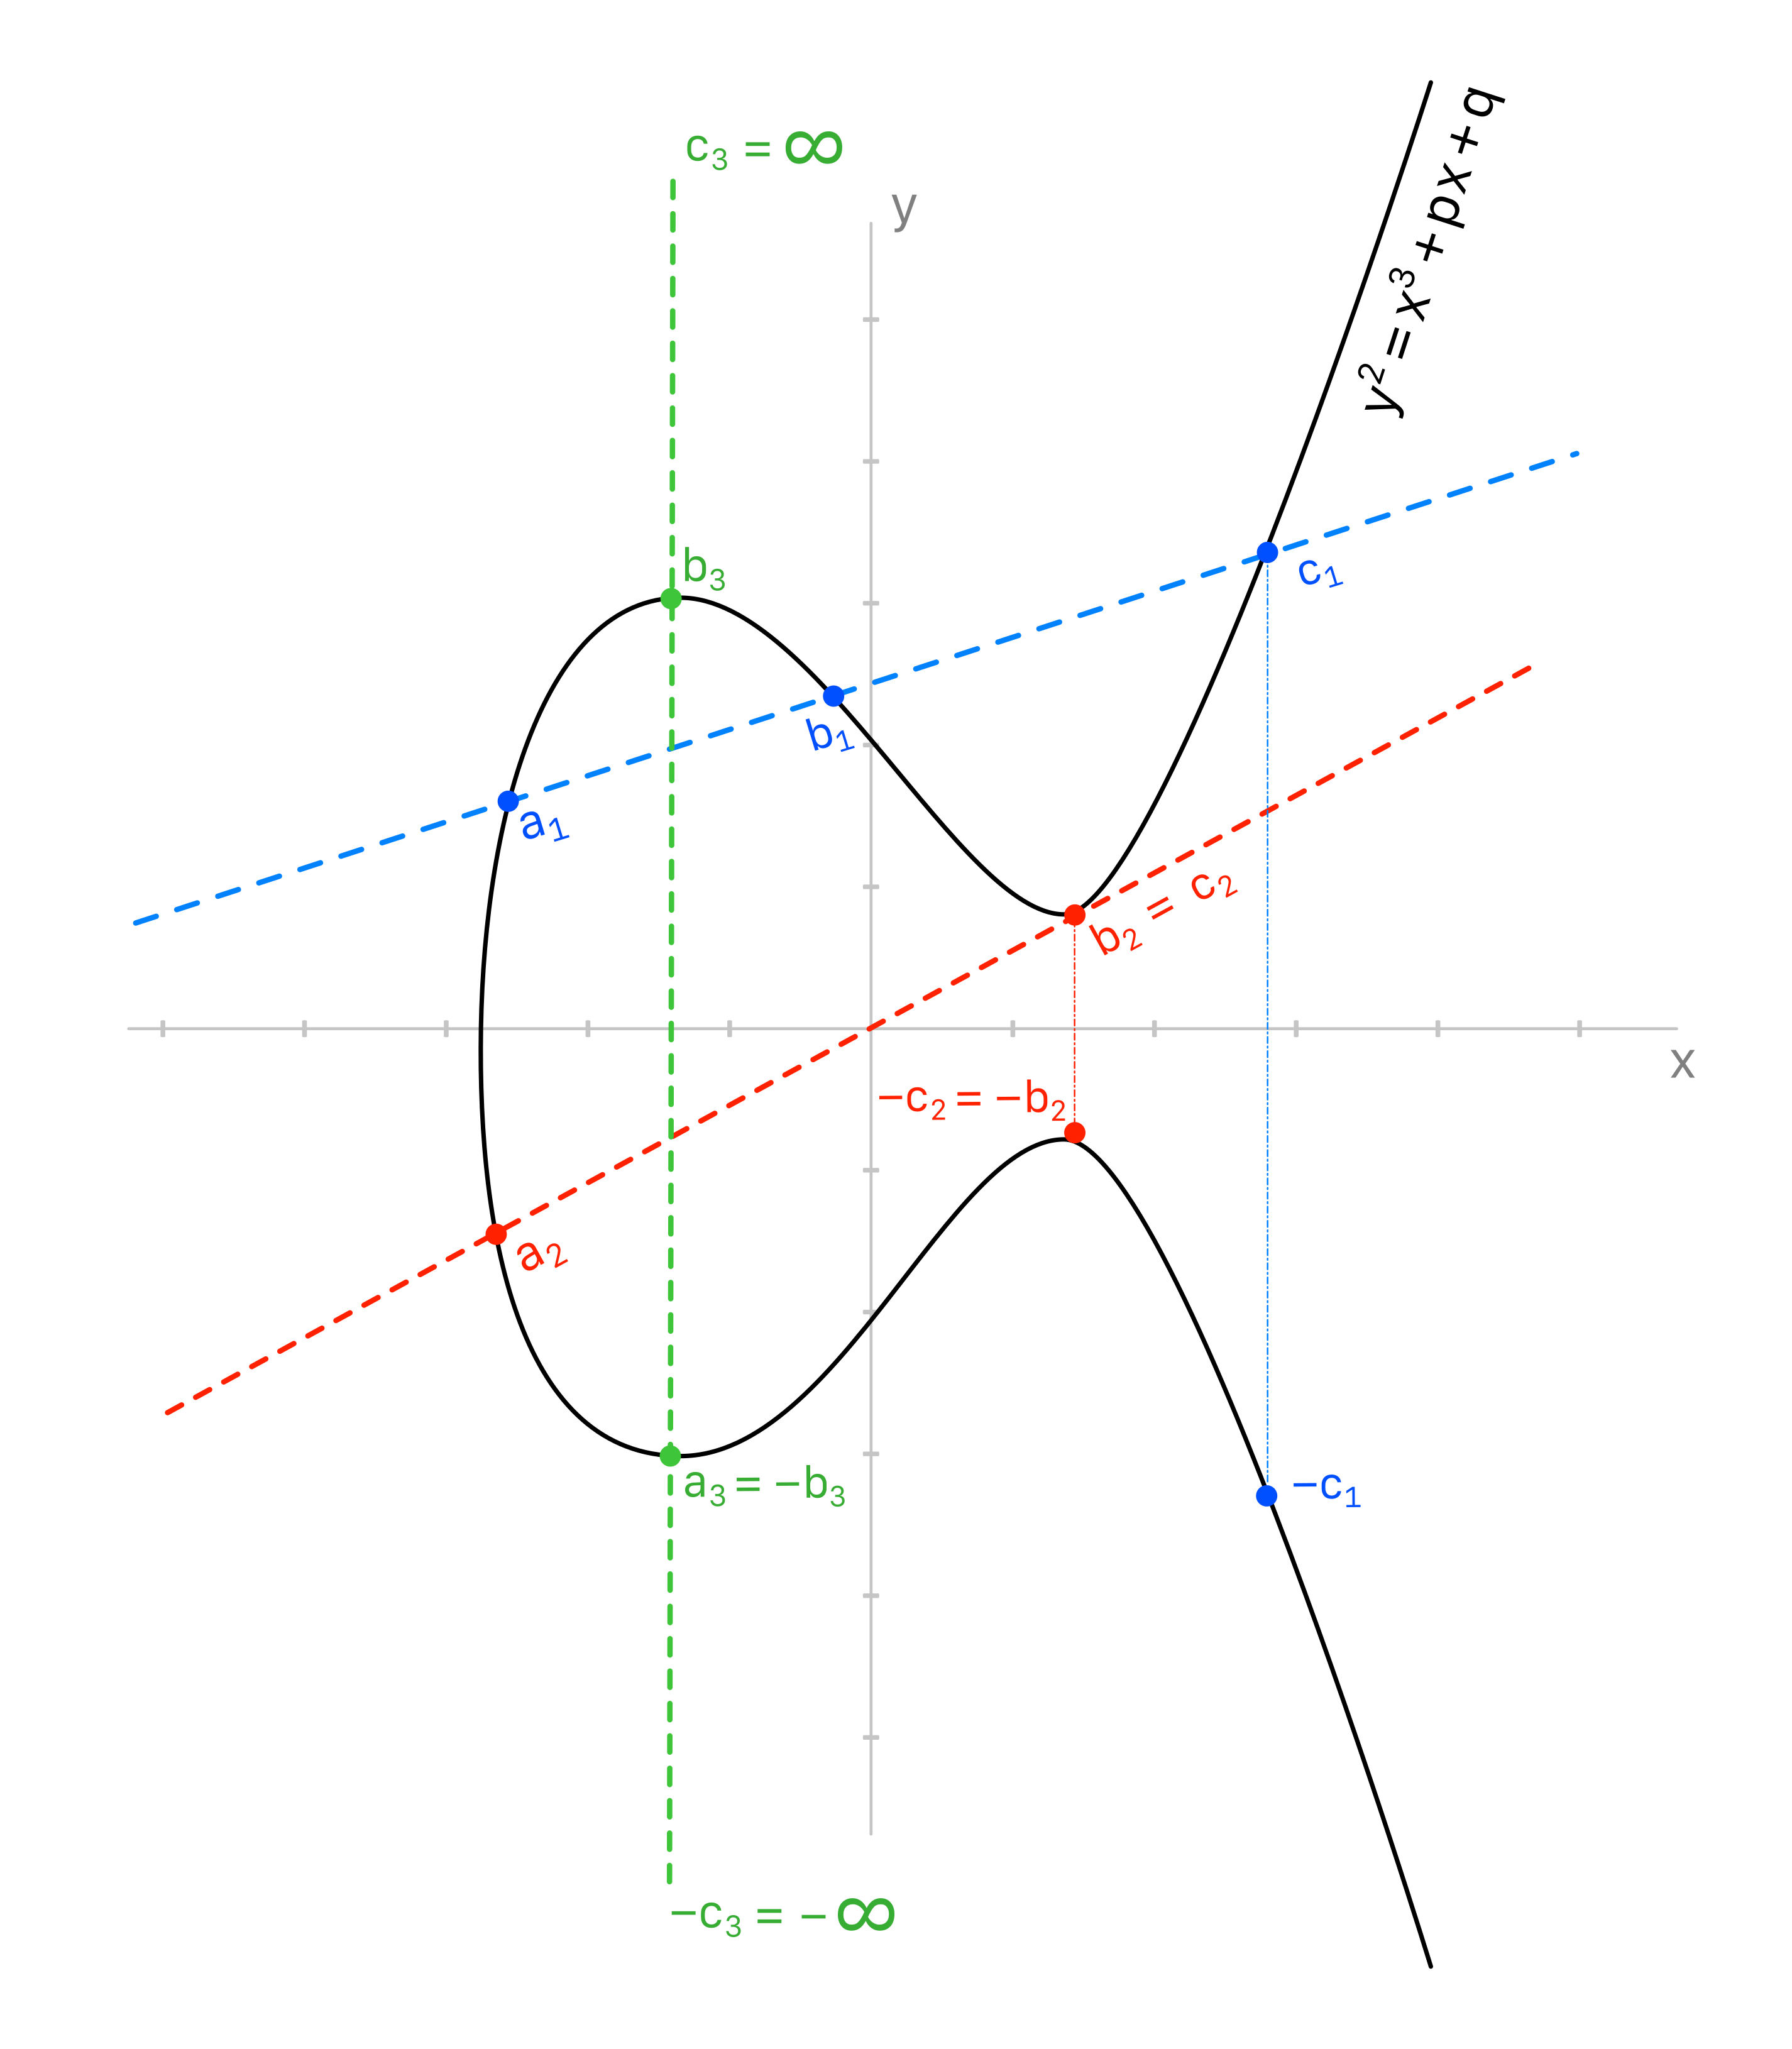 c₃ = ∞
y
y² = x³ + px + q
b₃
c₁
b₁
a₁
b₂ = c₂
x
−c₂ = −b₂
a₂
a₃ = −b₃
−c₁
−c₃ = −∞